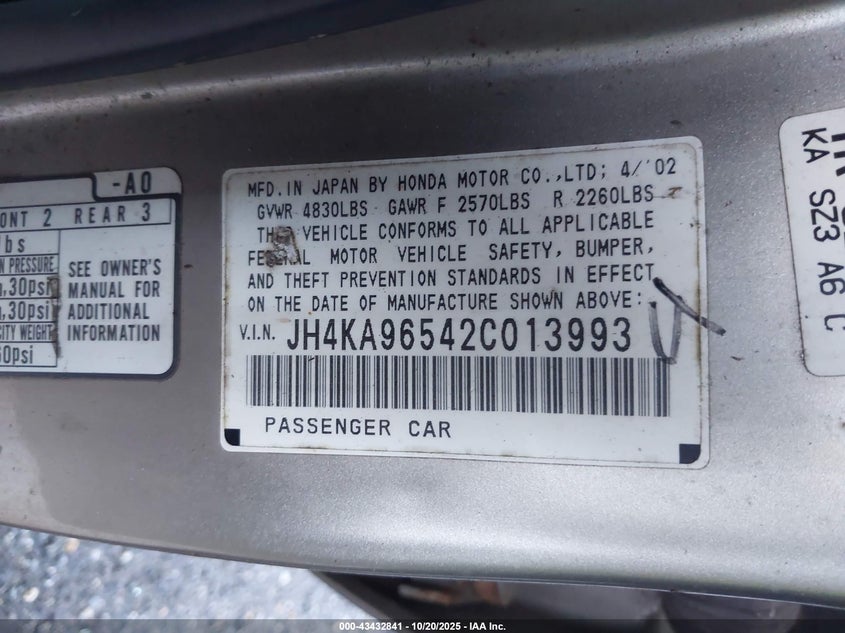 -A0
ONT 2 REAR 3
bs
N PRESSURE
,30psi
,30psi
CITY WEIGHT
60psi
SEE OWNER'S
MANUAL FOR
ADDITIONAL
INFORMATION
MFD. IN JAPAN BY HONDA MOTOR CO.,LTD; 4/'02
GVWR 4830LBS GAWR F 2570LBS R 2260LBS
VEHICLE CONFORMS TO ALL APPLICABLE
FEDERAL MOTOR VEHICLE SAFETY, BUMPER,
AND THEFT PREVENTION STANDARDS IN EFFECT
ON THE DATE OF MANUFACTURE SHOWN ABOVE:
V.I.N. JH4KA96542C013993
PASSENGER CAR
KA SZ3 A6 C
000-43432841 | 10/20/2025 | © IAA Inc.